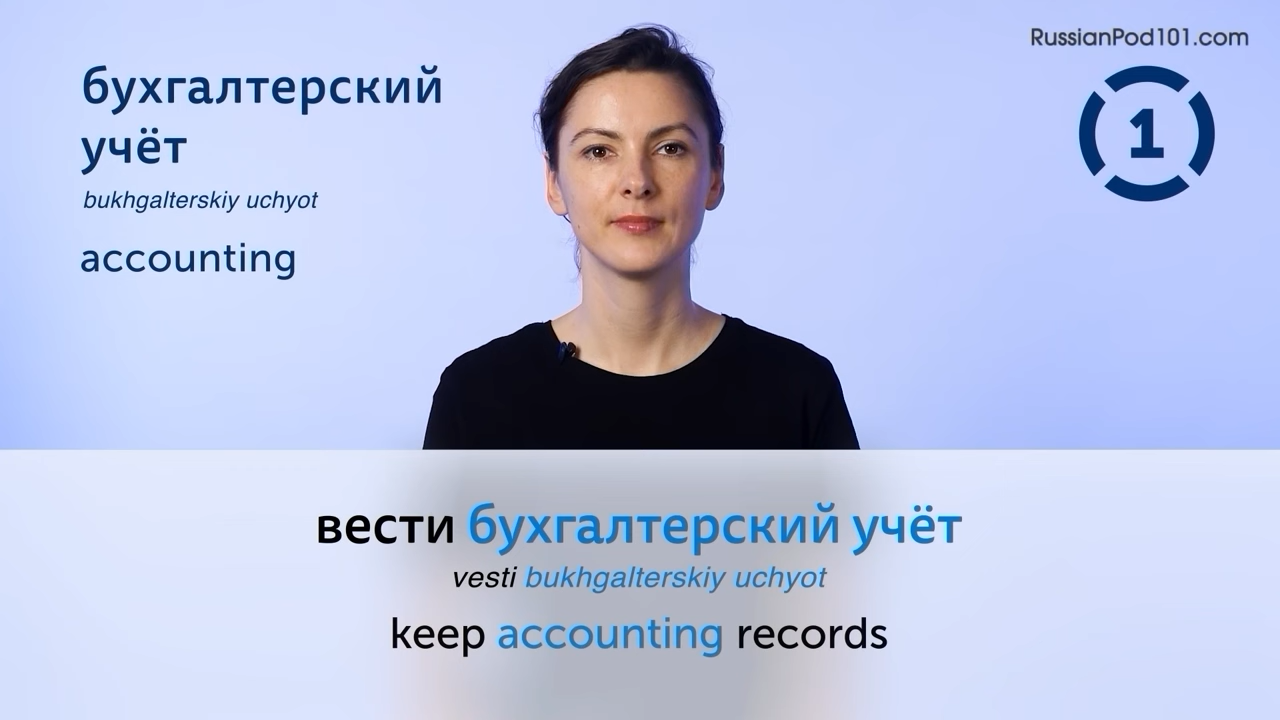 RussianPod101.com
бухгалтерский
учёт
bukhgalterskiy uchyot
accounting
1
вести бухгалтерский учёт
vesti bukhgalterskiy uchyot
keep accounting records